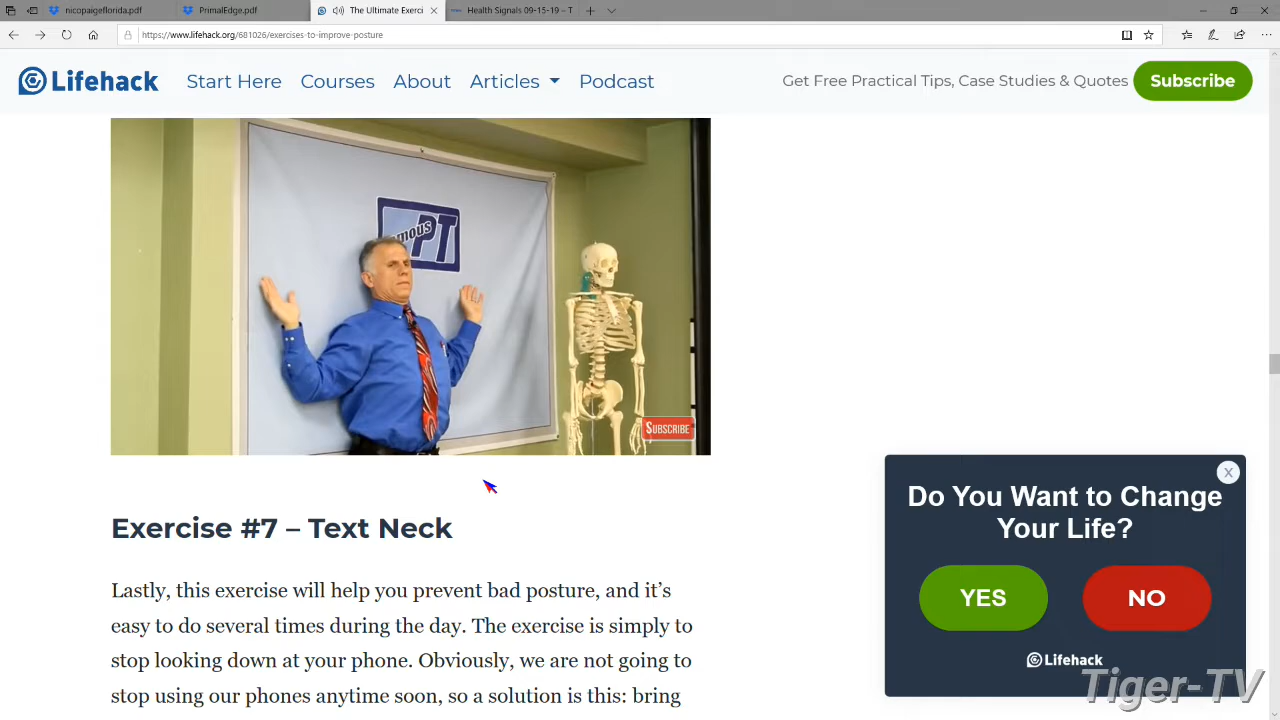 nicopaigeflorida.pdf
PrimalEdge.pdf
The Ultimate Exerci
Health Signals 09-15-19 – T
https://www.lifehack.org/681026/exercises-to-improve-posture
Lifehack
Start Here
Courses
About
Articles
Podcast
Get Free Practical Tips, Case Studies & Quotes
Subscribe
mous
PT
SUBSCRIBE
Exercise #7 – Text Neck
Lastly, this exercise will help you prevent bad posture, and it’s
easy to do several times during the day. The exercise is simply to
stop looking down at your phone. Obviously, we are not going to
stop using our phones anytime soon, so a solution is this: bring
X
Do You Want to Change
Your Life?
YES
NO
Lifehack
Tiger-TV